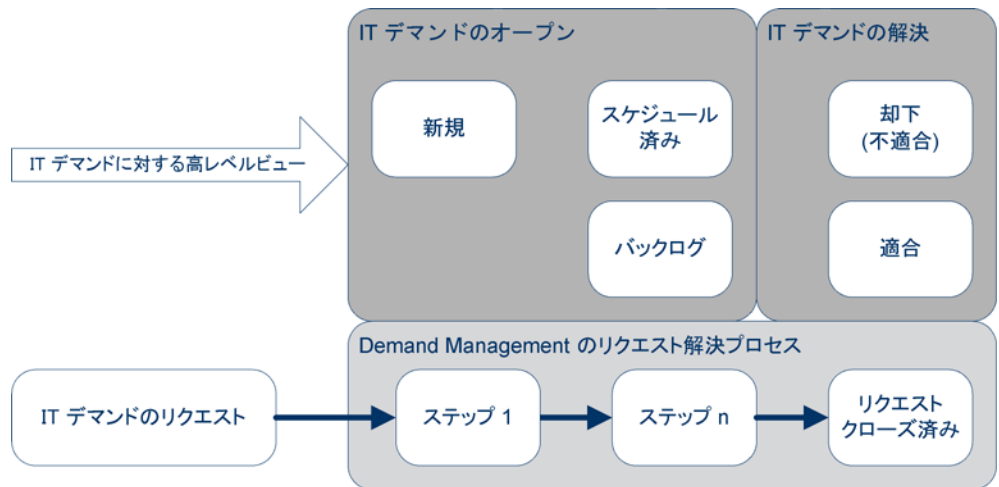 IT デマンドのオープン
IT デマンドの解決
新規
スケジュール
済み
却下
(不適合)
IT デマンドに対する高レベルビュー
バックログ
適合
Demand Management のリクエスト解決プロセス
IT デマンドのリクエスト
ステップ 1
ステップ n
リクエスト
クローズ済み